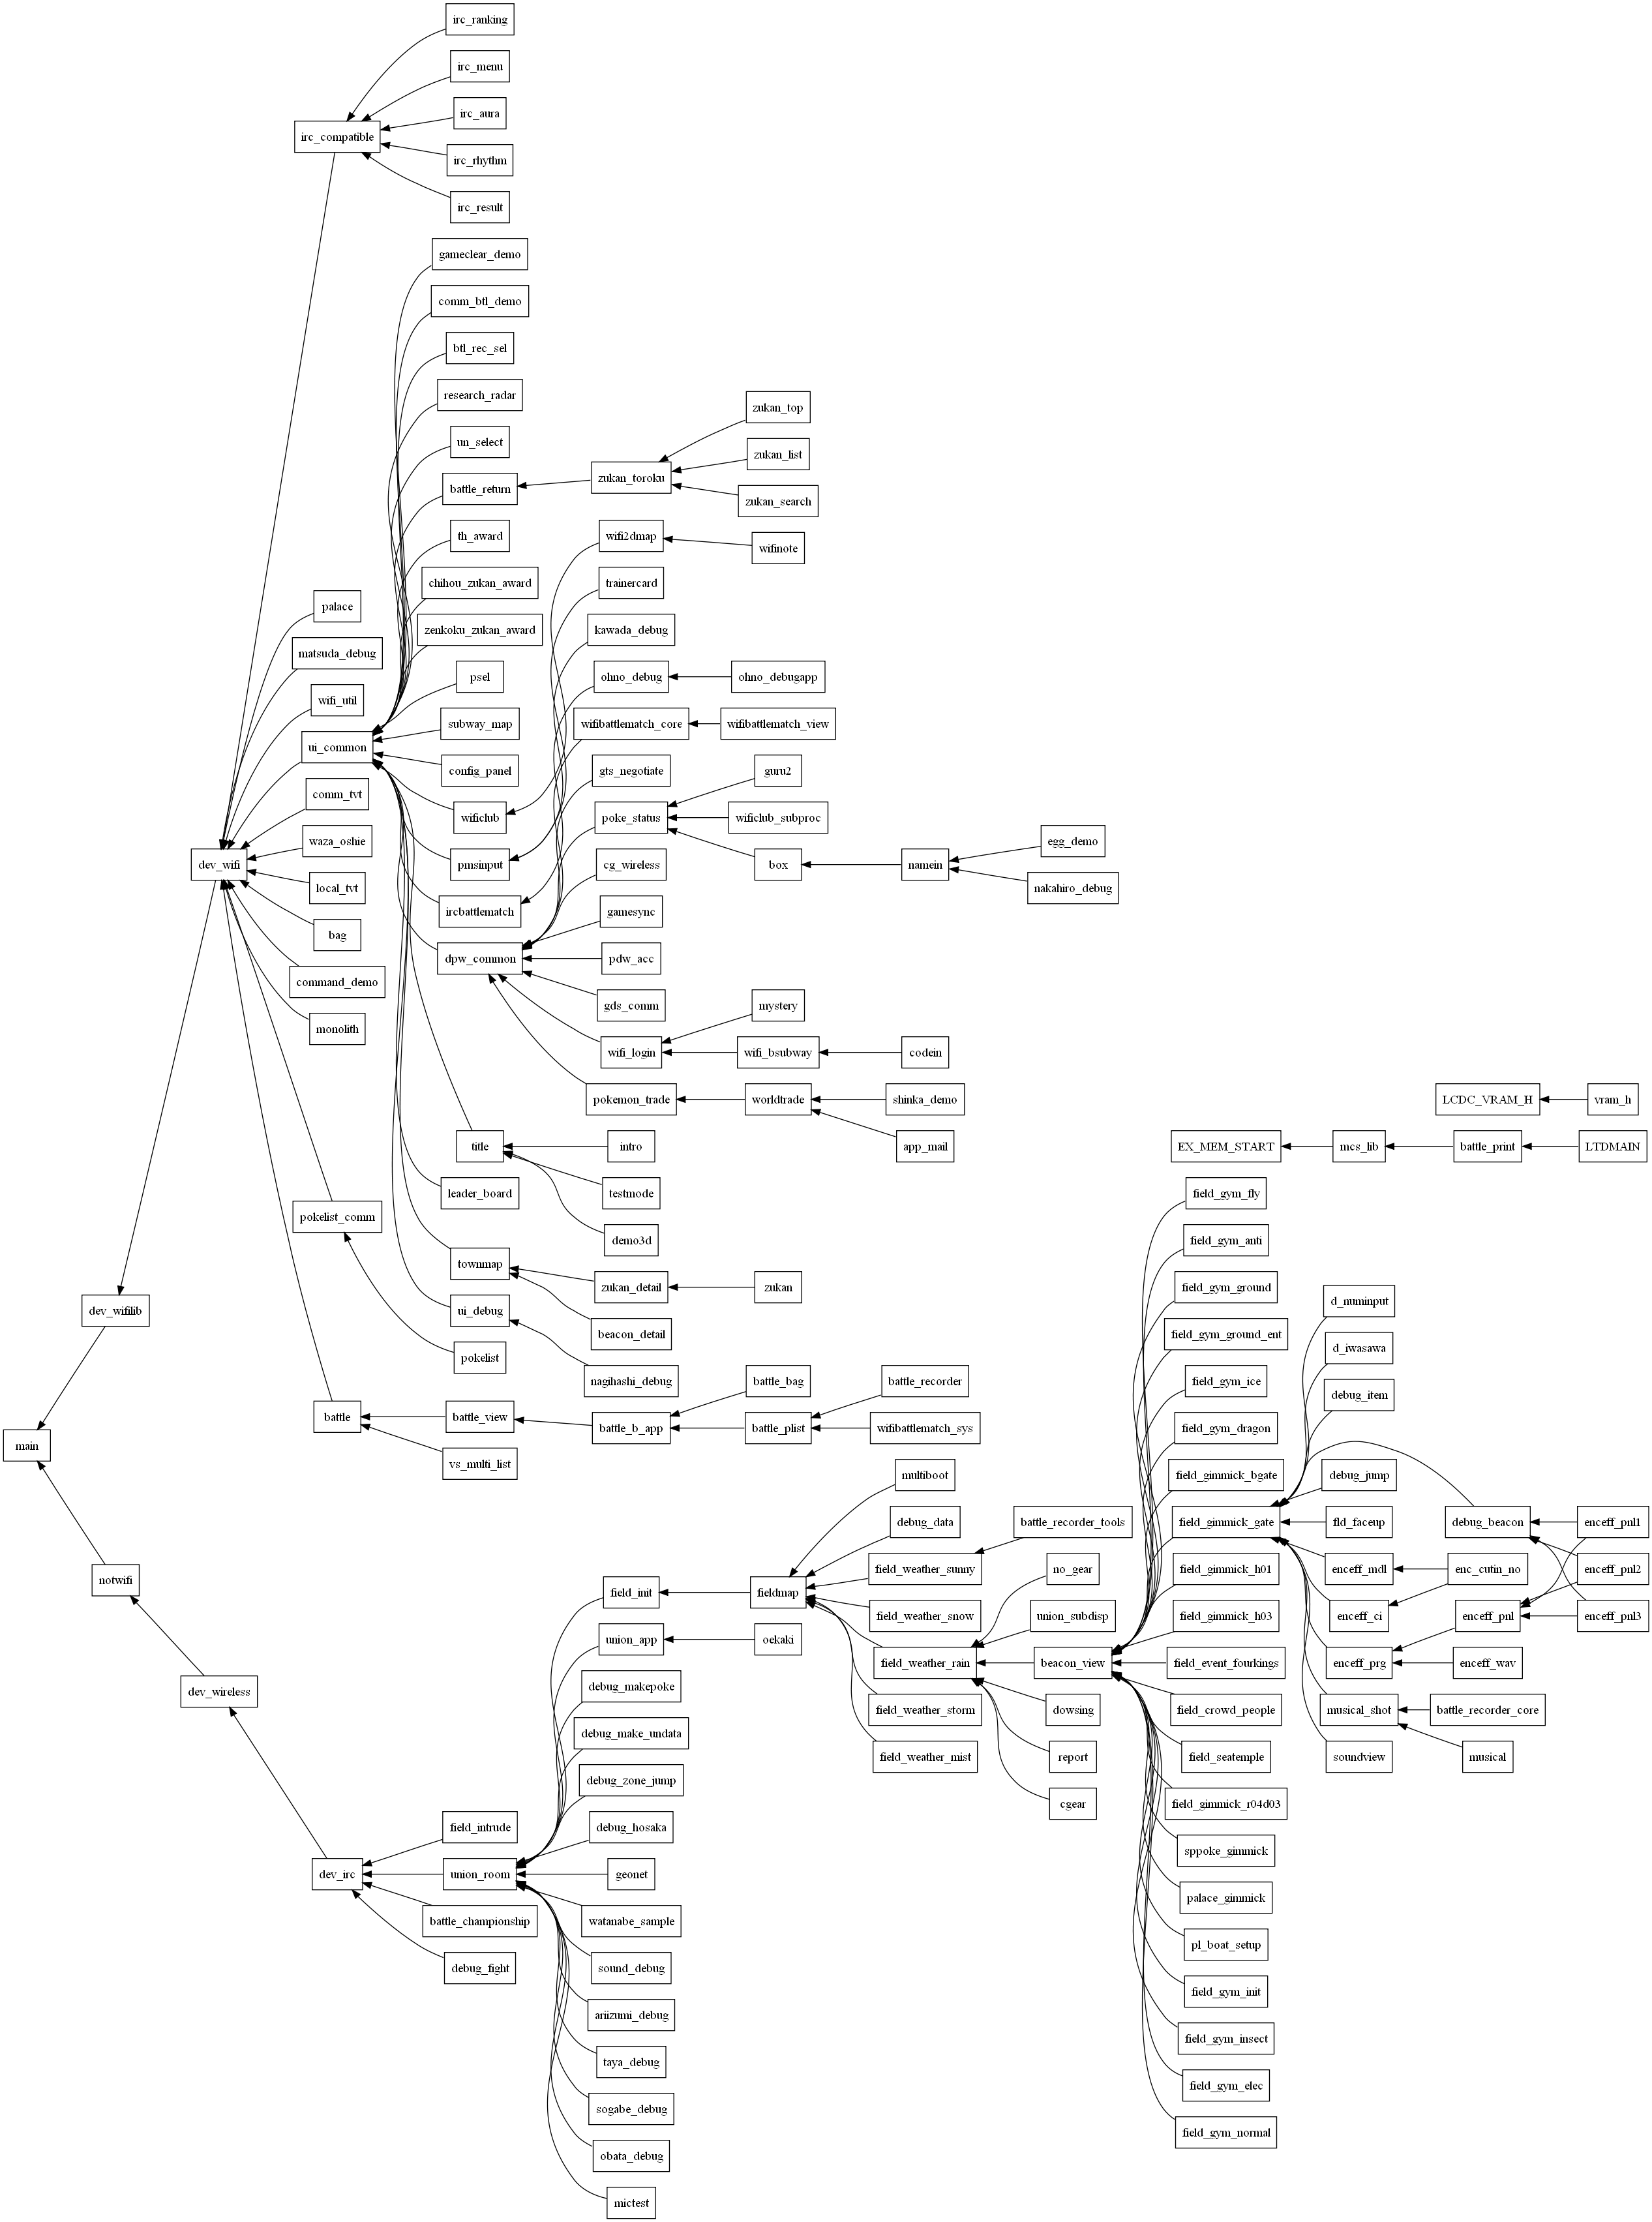 irc_ranking
irc_menu
irc_aura
irc_compatible
irc_rhythm
irc_result
gameclear_demo
comm_btl_demo
btl_rec_sel
research_radar
zukan_top
un_select
zukan_list
zukan_toroku
battle_return
zukan_search
th_award
wifi2dmap
wifinote
chihou_zukan_award
trainercard
palace
zenkoku_zukan_award
kawada_debug
matsuda_debug
psel
ohno_debug
ohno_debugapp
wifi_util
subway_map
wifibattlematch_core
wifibattlematch_view
ui_common
config_panel
gts_negotiate
guru2
comm_tvt
wificlub
poke_status
wificlub_subproc
waza_oshie
egg_demo
dev_wifi
pmsinput
cg_wireless
box
namein
local_tvt
nakahiro_debug
ircbattlematch
gamesync
bag
dpw_common
pdw_acc
command_demo
gds_comm
mystery
monolith
wifi_login
wifi_bsubway
codein
pokemon_trade
worldtrade
shinka_demo
LCDC_VRAM_H
vram_h
title
intro
app_mail
EX_MEM_START
mcs_lib
battle_print
LTDMAIN
leader_board
testmode
field_gym_fly
pokelist_comm
demo3d
field_gym_anti
townmap
zukan_detail
zukan
field_gym_ground
d_numinput
dev_wifilib
ui_debug
beacon_detail
field_gym_ground_ent
d_iwasawa
pokelist
nagihashi_debug
battle_bag
battle_recorder
field_gym_ice
debug_item
battle
battle_view
battle_b_app
battle_plist
wifibattlematch_sys
field_gym_dragon
main
vs_multi_list
multiboot
field_gimmick_bgate
debug_jump
debug_data
battle_recorder_tools
field_gimmick_gate
fld_faceup
debug_beacon
enceff_pnl1
notwifi
field_init
fieldmap
field_weather_sunny
no_gear
field_gimmick_h01
enceff_mdl
enc_cutin_no
enceff_pnl2
field_weather_snow
union_subdisp
field_gimmick_h03
enceff_ci
enceff_pnl
enceff_pnl3
union_app
oekaki
field_weather_rain
beacon_view
field_event_fourkings
enceff_prg
enceff_wav
dev_wireless
debug_makepoke
field_weather_storm
dowsing
field_crowd_people
musical_shot
battle_recorder_core
debug_make_undata
field_weather_mist
report
field_seatemple
soundview
musical
debug_zone_jump
cgear
field_gimmick_r04d03
field_intrude
debug_hosaka
sppoke_gimmick
dev_irc
union_room
geonet
palace_gimmick
battle_championship
watanabe_sample
pl_boat_setup
debug_fight
sound_debug
field_gym_init
ariizumi_debug
field_gym_insect
taya_debug
field_gym_elec
sogabe_debug
field_gym_normal
obata_debug
mictest